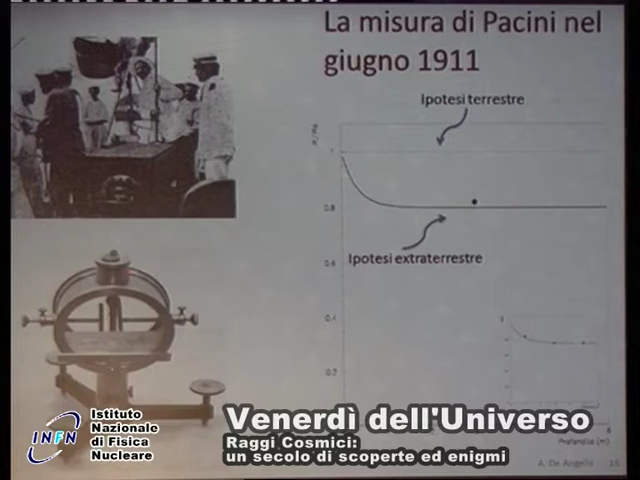 La misura di Pacini nel
giugno 1911
Ipotesi terrestre
0.8
Ipotesi extraterrestre
0.6
0.4
0.2
6
Profondità (m)
A. De Angelis 16
INFN
Istituto
Nazionale
di Fisica
Nucleare
Venerdì dell'Universo
Raggi Cosmici:
un secolo di scoperte ed enigmi